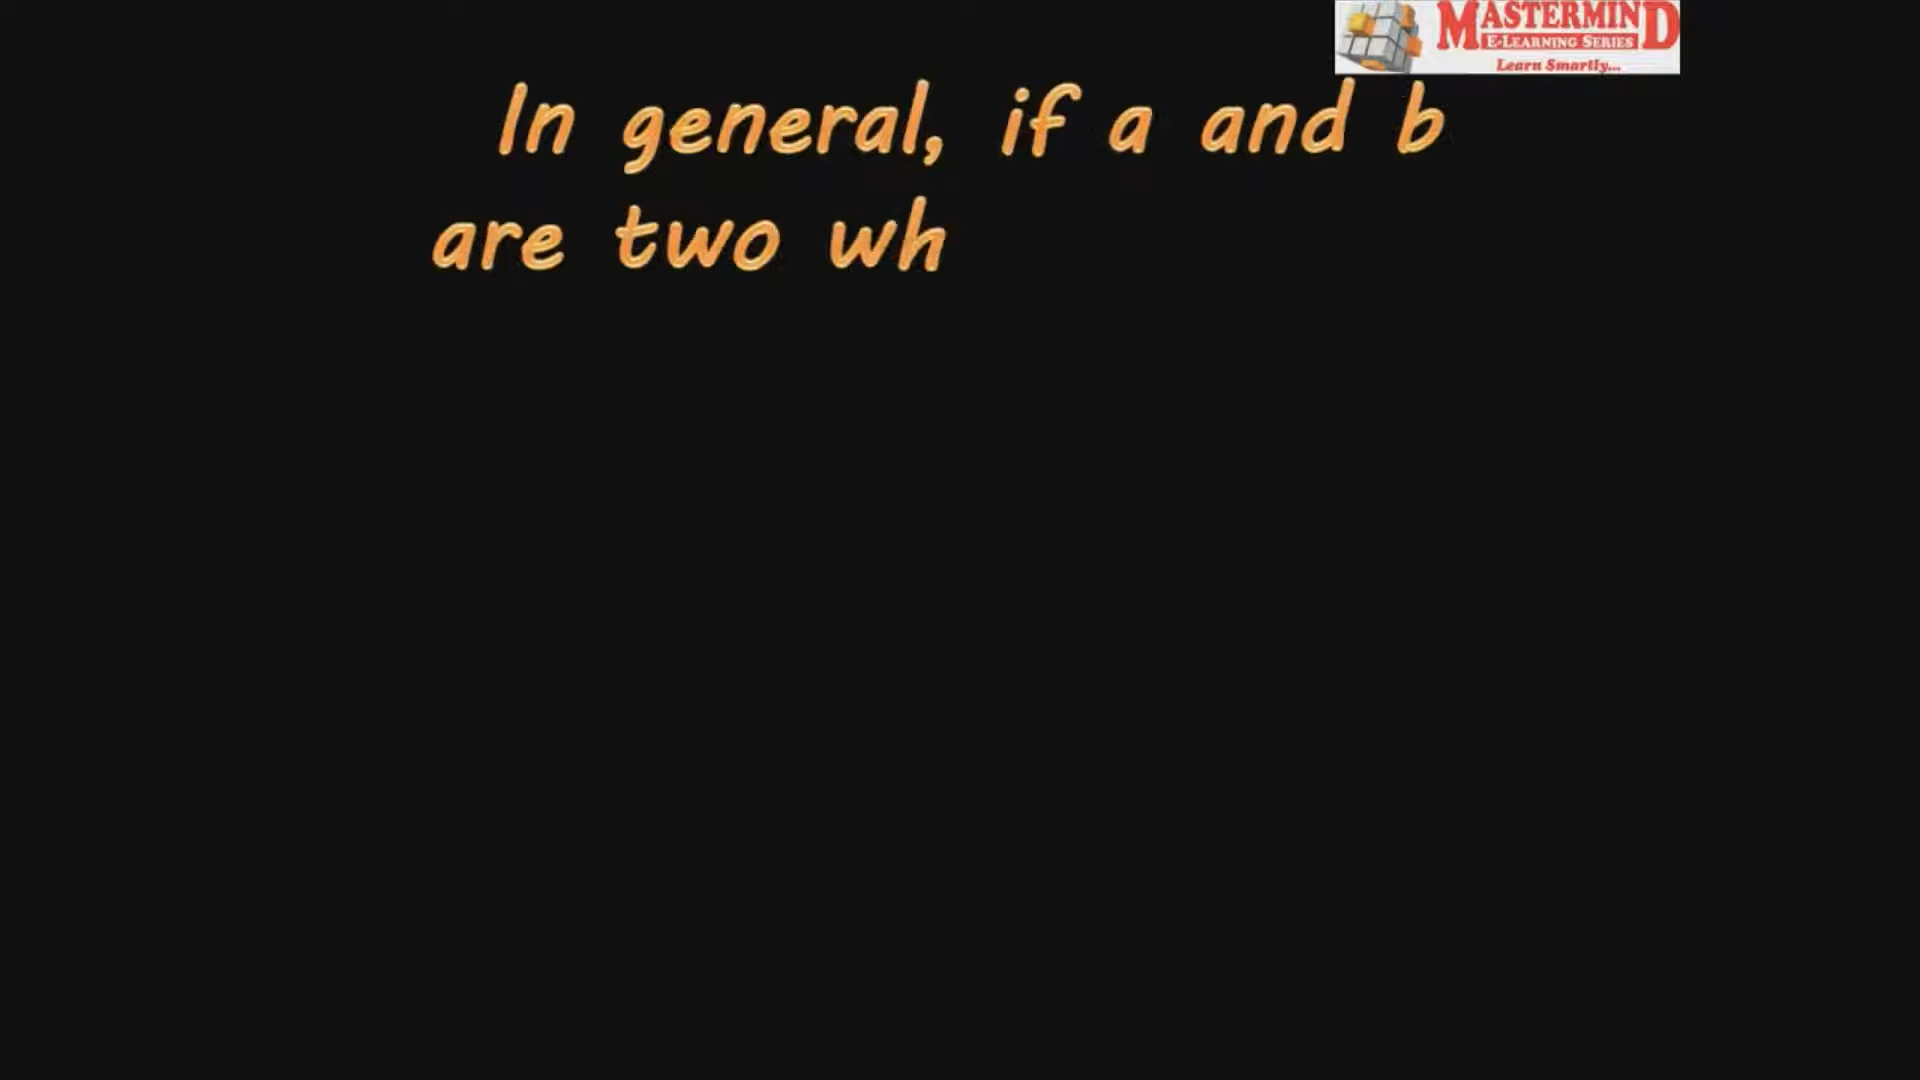 MASTERMIND
E-LEARNING SERIES
Learn Smartly...
In general, if a and b
are two wh